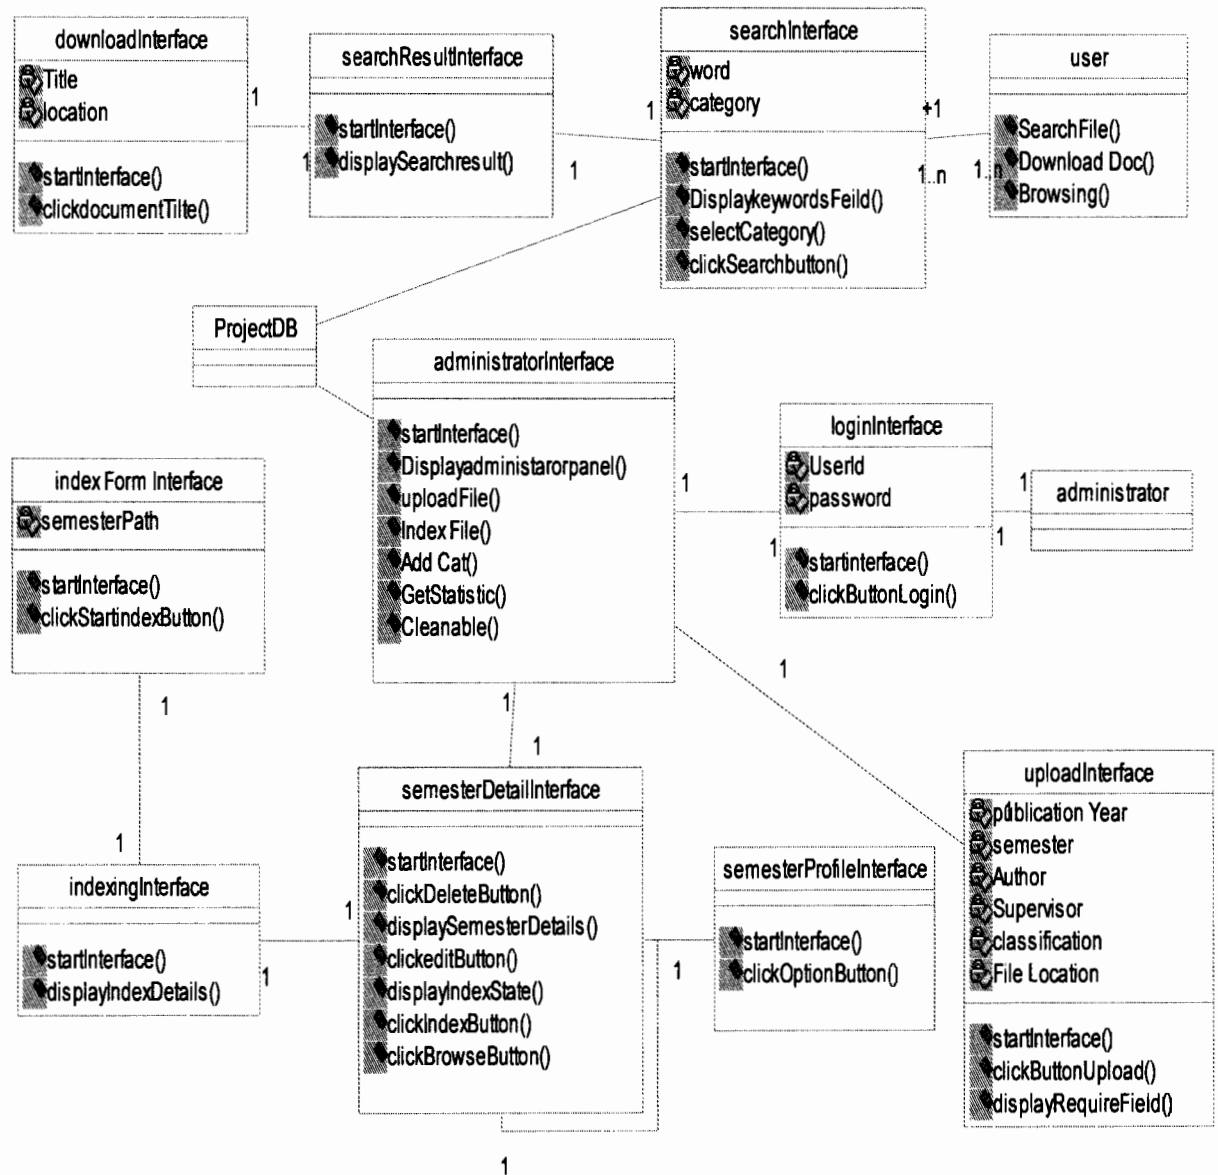 downloadInterface
Title
location
startInterface()
clickdocumentTilte()
1
1
searchResultInterface
startInterface()
displaySearchresult()
1
1
searchInterface
word
category
startInterface()
DisplaykeywordsFeild()
selectCategory()
clickSearchbutton()
+1
1..n
1..n
user
SearchFile()
Download Doc()
Browsing()
ProjectDB
administratorInterface
startInterface()
Displayadministarorpanel()
uploadFile()
Index File()
Add Cat()
GetStatistic()
Cleanable()
1
1
loginInterface
UserId
password
startinterface()
clickButtonLogin()
1
1
administrator
index Form Interface
semesterPath
startInterface()
clickStartindexButton()
1
1
1
1
1
indexingInterface
startInterface()
displayIndexDetails()
1
1
semesterDetailInterface
startInterface()
clickDeleteButton()
displaySemesterDetails()
clickeditButton()
displayIndexState()
clickIndexButton()
clickBrowseButton()
1
1
semesterProfileInterface
startInterface()
clickOptionButton()
uploadInterface
publication Year
1
semester
Author
Supervisor
classification
File Location
startInterface()
clickButtonUpload()
displayRequireField()